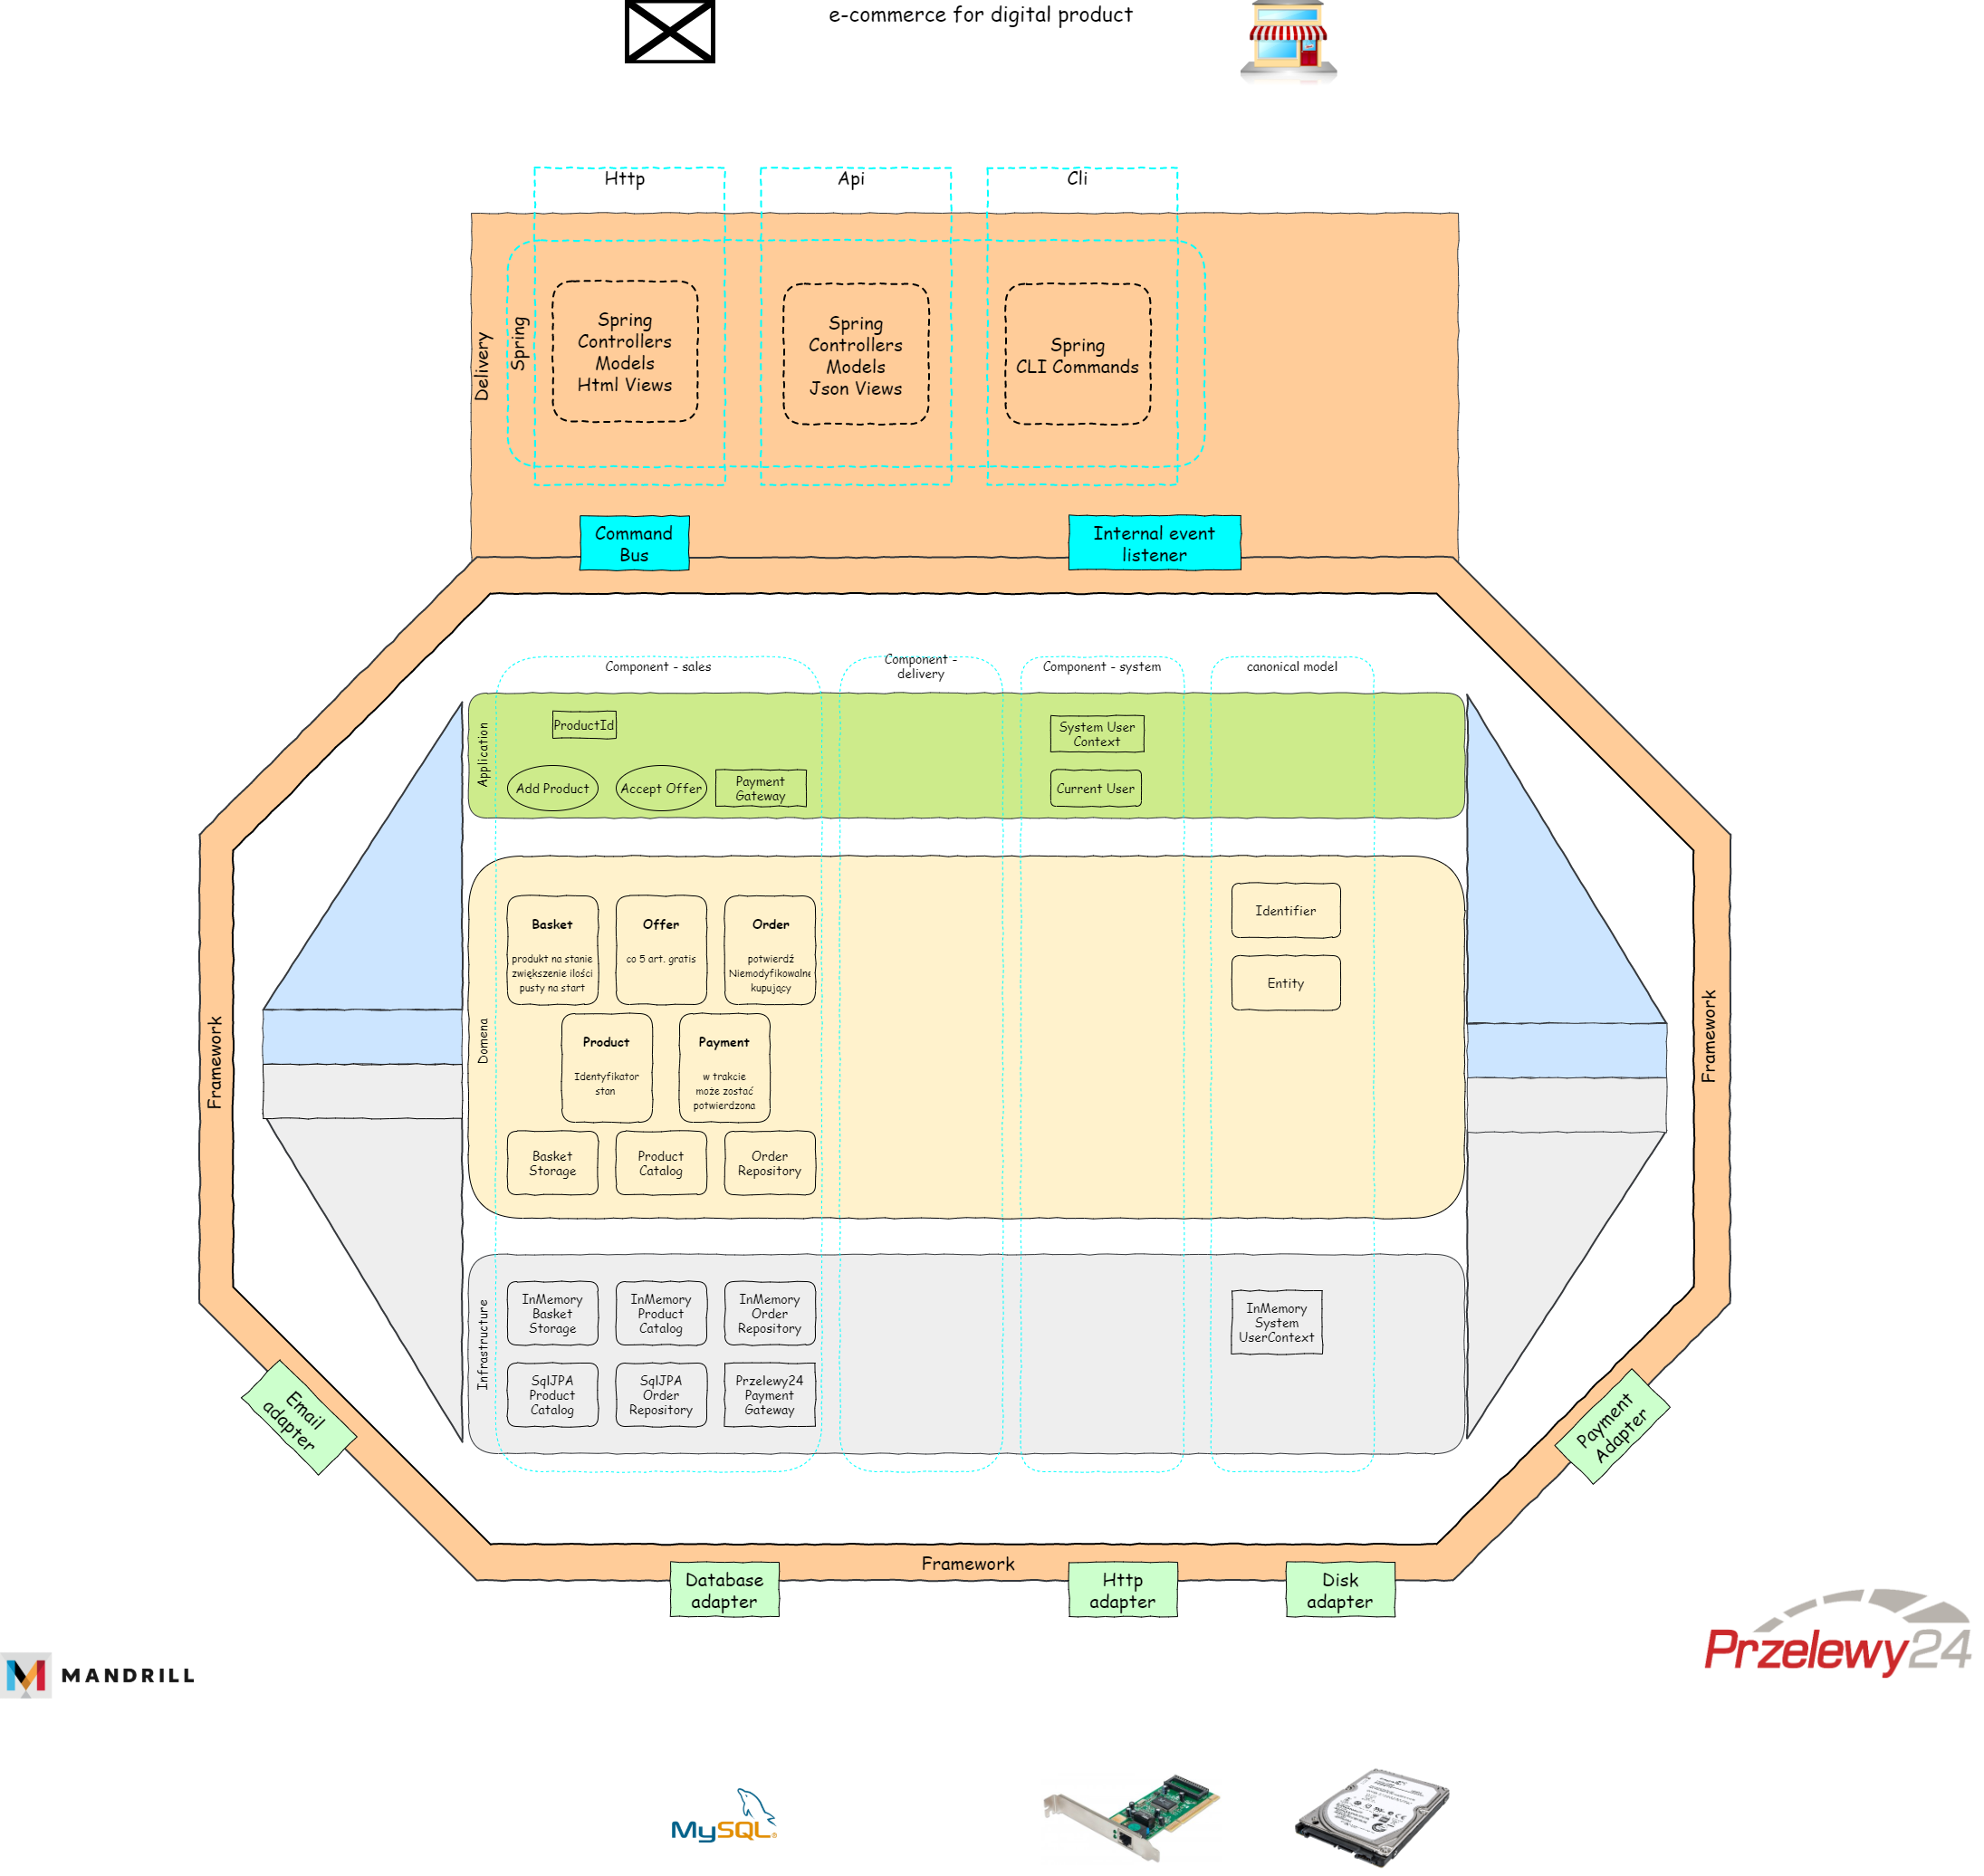 e-commerce for digital product
Http
Api
Cli
Delivery
Spring
Spring
Controllers
Models
Html Views
Spring
Controllers
Models
Json Views
Spring
CLI Commands
Command
Bus
Internal event
listener
Component - sales
Component -
delivery
Component - system
canonical model
Application
ProductId
Add Product
Accept Offer
Payment
Gateway
System User
Context
Current User
Framework
Domena
Basket
produkt na stanie
zwiększenie ilości
pusty na start
Offer
co 5 art. gratis
Order
potwierdź
Niemodyfikowalne
kupujący
Product
Identyfikator
stan
Payment
w trakcie
może zostać
potwierdzona
Basket
Storage
Product
Catalog
Order
Repository
Identifier
Entity
Framework
Infrastructure
InMemory
Basket
Storage
InMemory
Product
Catalog
InMemory
Order
Repository
SqlJPA
Product
Catalog
SqlJPA
Order
Repository
Przelewy24
Payment
Gateway
InMemory
System
UserContext
Email
adapter
Payment
Adapter
Framework
Database
adapter
Http
adapter
Disk
adapter
MANDRILL
Przelewy24
MySQL